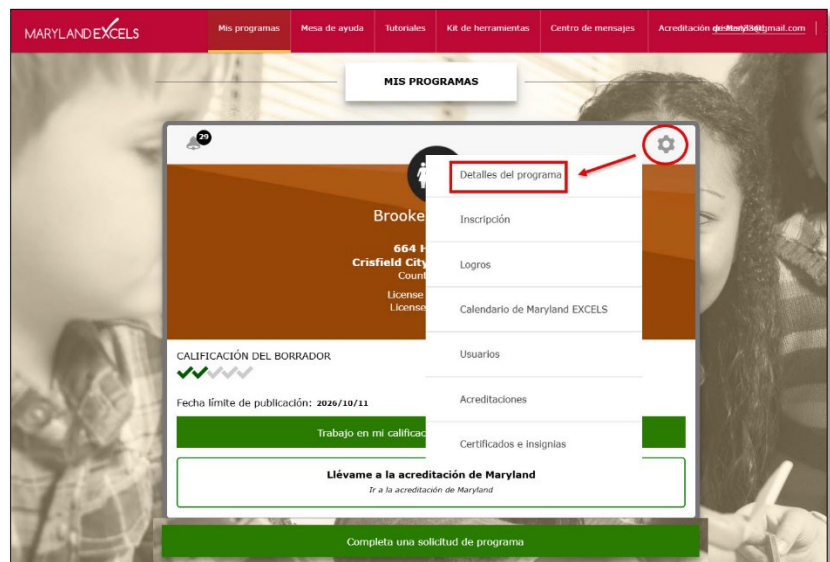 MARYLAND EXCELS
Mis programas
Mesa de ayuda
Tutoriales
Kit de herramientas
Centro de mensajes
Acreditación
MIS PROGRAMAS
29
Detalles del programa
Inscripción
Logros
Calendario de Maryland EXCELS
Usuarios
Acreditaciones
Certificados e insignias
Brooke
664 H
Crisfield City
Count
License
License
CALIFICACIÓN DEL BORRADOR
Fecha límite de publicación: 2026/10/11
Trabajo en mi calificac
Llévame a la acreditación de Maryland
Ir a la acreditación de Maryland
Completa una solicitud de programa